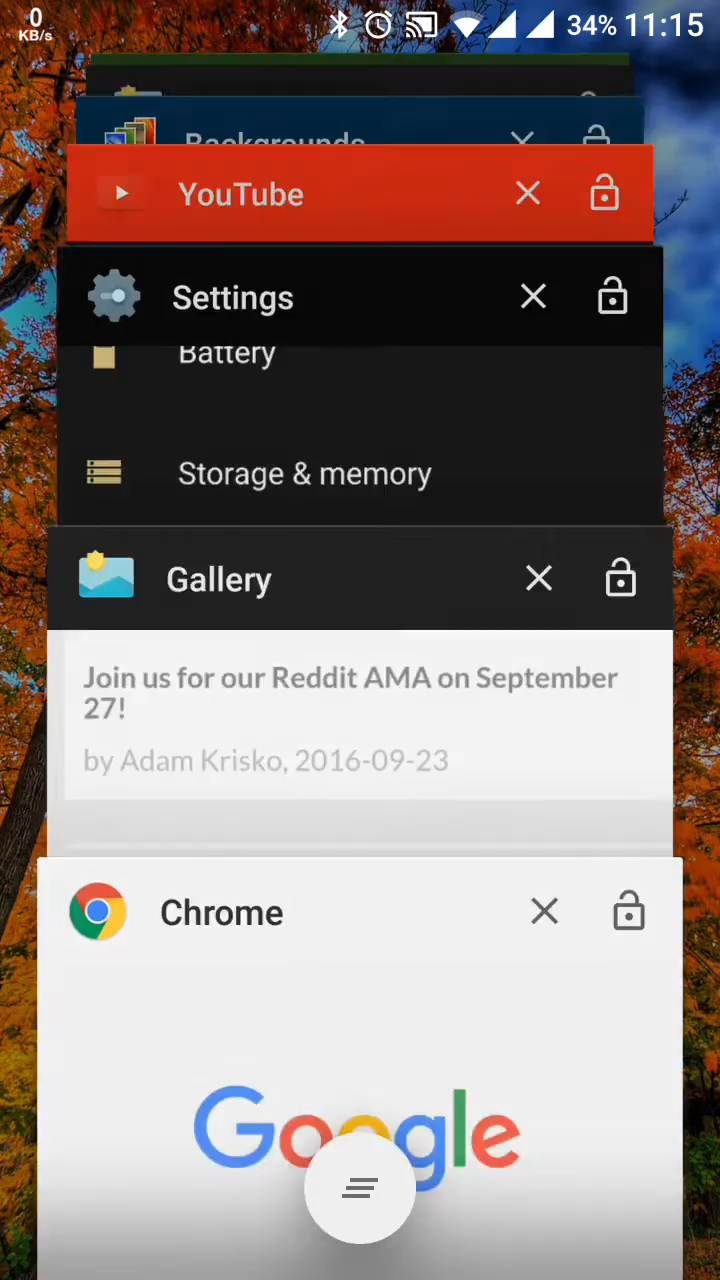 0
KB/s
34% 11:15
Backgrounds
YouTube
Settings
Battery
Storage & memory
Gallery
Join us for our Reddit AMA on September
27!
by Adam Krisko, 2016-09-23
Chrome
Google